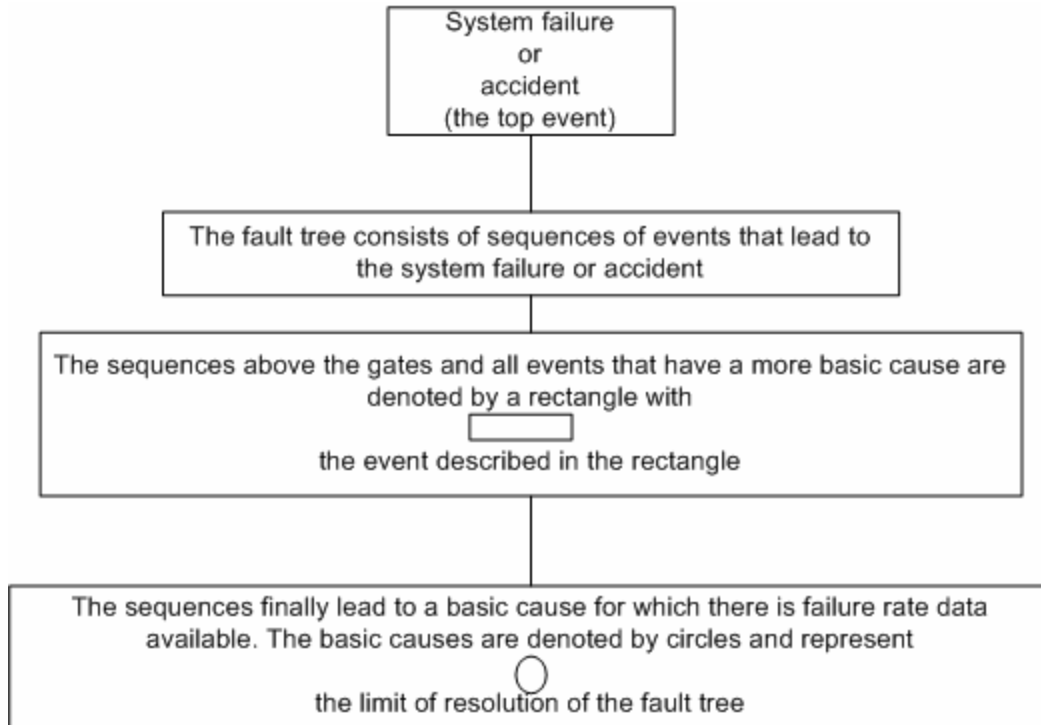 System failure
or
accident
(the top event)
The fault tree consists of sequences of events that lead to
the system failure or accident
The sequences above the gates and all events that have a more basic cause are
denoted by a rectangle with
the event described in the rectangle
The sequences finally lead to a basic cause for which there is failure rate data
available. The basic causes are denoted by circles and represent
the limit of resolution of the fault tree